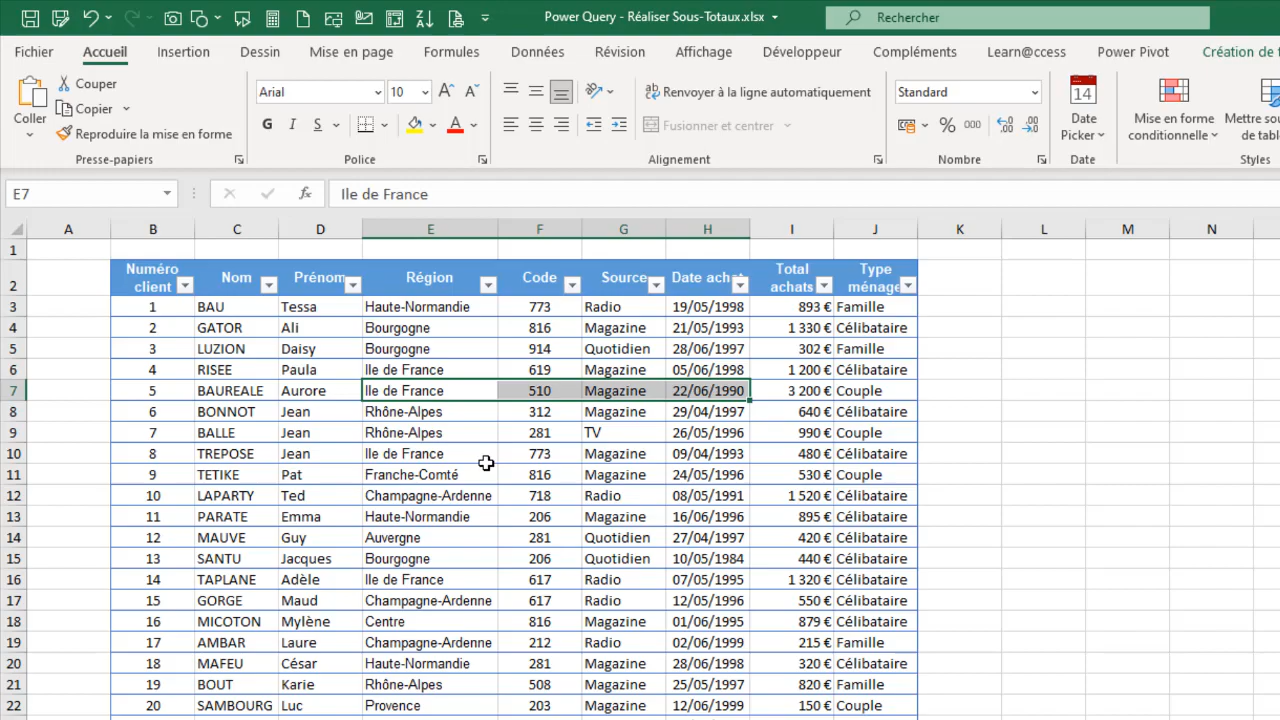 Power Query - Réaliser Sous-Totaux.xlsx
Rechercher
Fichier Accueil Insertion Dessin Mise en page Formules Données Révision Affichage Développeur Compléments Learn@ccess Power Pivot Création de
Coller
Couper
Copier
Reproduire la mise en forme
Presse-papiers
Arial 10
G I S
Police
Renvoyer à la ligne automatiquement
Fusionner et centrer
Alignement
Standard
% 000
Nombre
14
Date
Picker
Date
Mise en forme
conditionnelle
Mettre sous
de table
Styles
E7 fx Ile de France
A B C D E F G H I J K L M N
1
2 Numéro client Nom Prénom Région Code Source Date achat Total achats Type ménage
3 1 BAU Tessa Haute-Normandie 773 Radio 19/05/1998 893 € Famille
4 2 GATOR Ali Bourgogne 816 Magazine 21/05/1993 1 330 € Célibataire
5 3 LUZION Daisy Bourgogne 914 Quotidien 28/06/1997 302 € Famille
6 4 RISEE Paula Ile de France 619 Magazine 05/06/1998 1 200 € Célibataire
7 5 BAUREALE Aurore Ile de France 510 Magazine 22/06/1990 3 200 € Couple
8 6 BONNOT Jean Rhône-Alpes 312 Magazine 29/04/1997 640 € Célibataire
9 7 BALLE Jean Rhône-Alpes 281 TV 26/05/1996 990 € Couple
10 8 TREPOSE Jean Ile de France 773 Magazine 09/04/1993 480 € Célibataire
11 9 TETIKE Pat Franche-Comté 816 Magazine 24/05/1996 530 € Couple
12 10 LAPARTY Ted Champagne-Ardenne 718 Radio 08/05/1991 1 520 € Célibataire
13 11 PARATE Emma Haute-Normandie 206 Magazine 16/06/1996 895 € Célibataire
14 12 MAUVE Guy Auvergne 281 Quotidien 27/04/1997 420 € Célibataire
15 13 SANTU Jacques Bourgogne 206 Quotidien 10/05/1984 440 € Célibataire
16 14 TAPLANE Adèle Ile de France 617 Radio 07/05/1995 1 320 € Célibataire
17 15 GORGE Maud Champagne-Ardenne 617 Radio 12/05/1996 550 € Célibataire
18 16 MICOTON Mylène Centre 816 Magazine 01/06/1995 879 € Célibataire
19 17 AMBAR Laure Champagne-Ardenne 212 Radio 02/06/1999 215 € Famille
20 18 MAFEU César Haute-Normandie 281 Magazine 28/06/1998 320 € Célibataire
21 19 BOUT Karie Rhône-Alpes 508 Magazine 25/05/1997 820 € Famille
22 20 SAMBOURG Luc Provence 203 Magazine 12/06/1999 150 € Couple